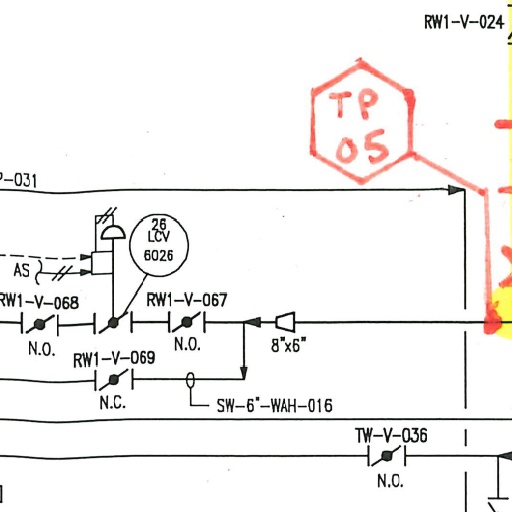 RW1-V-024
TP
05
P-031
26
LCV
6026
AS
RW1-V-068
RW1-V-067
N.O.
N.O.
8"x6"
RW1-V-069
N.C.
SW-6"-WAH-016
TW-V-036
N.O.